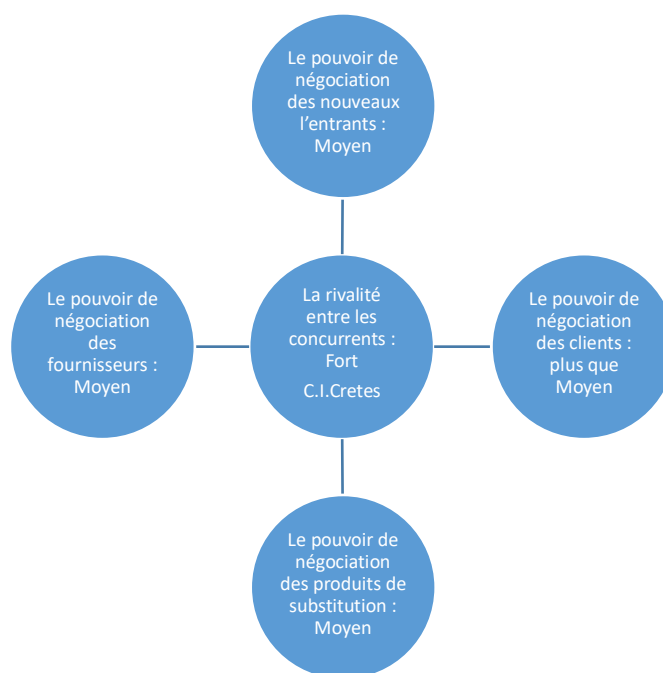 Le pouvoir de
négociation
des nouveaux
l'entrants :
Moyen
Le pouvoir de
négociation
des
fournisseurs :
Moyen
La rivalité
entre les
concurrents :
Fort
C.I.Cretes
Le pouvoir de
négociation
des clients :
plus que
Moyen
Le pouvoir de
négociation
des produits de
substitution :
Moyen